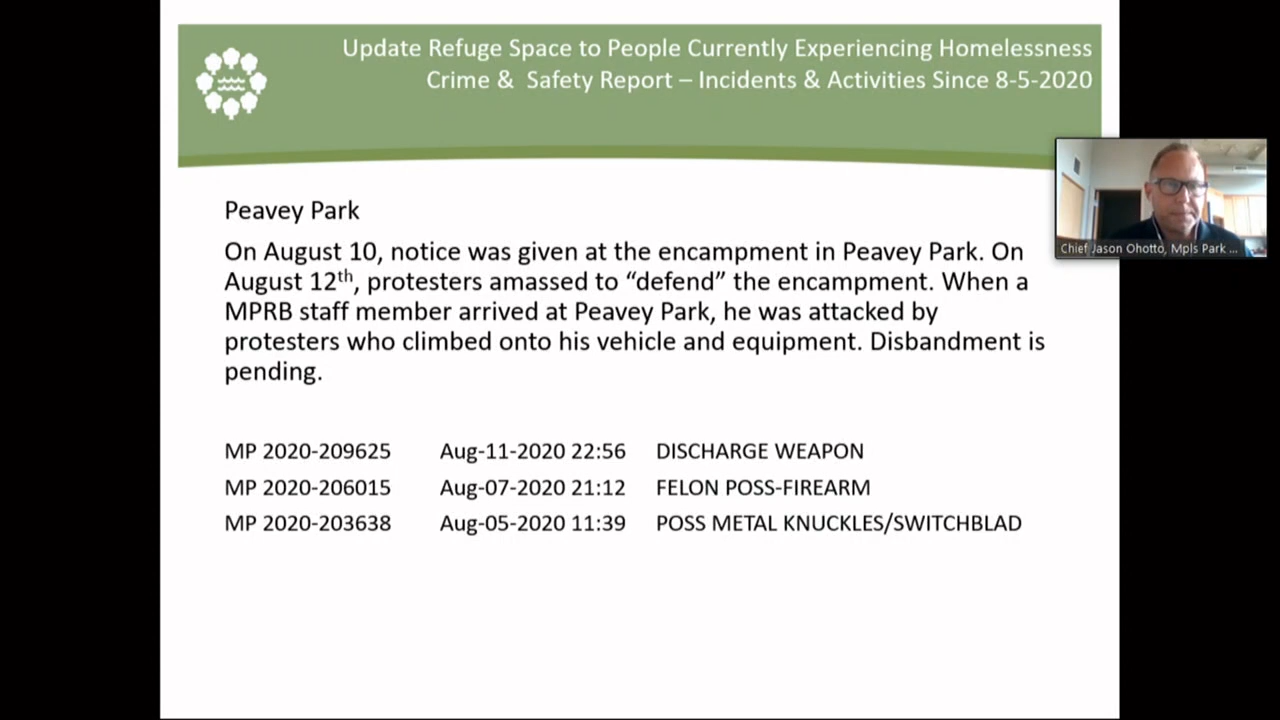 Update Refuge Space to People Currently Experiencing Homelessness
Crime & Safety Report – Incidents & Activities Since 8-5-2020
Chief Jason Ohotto, Mpls Park ...
Peavey Park
On August 10, notice was given at the encampment in Peavey Park. On
August 12th, protesters amassed to “defend” the encampment. When a
MPRB staff member arrived at Peavey Park, he was attacked by
protesters who climbed onto his vehicle and equipment. Disbandment is
pending.
MP 2020-209625 Aug-11-2020 22:56 DISCHARGE WEAPON
MP 2020-206015 Aug-07-2020 21:12 FELON POSS-FIREARM
MP 2020-203638 Aug-05-2020 11:39 POSS METAL KNUCKLES/SWITCHBLAD